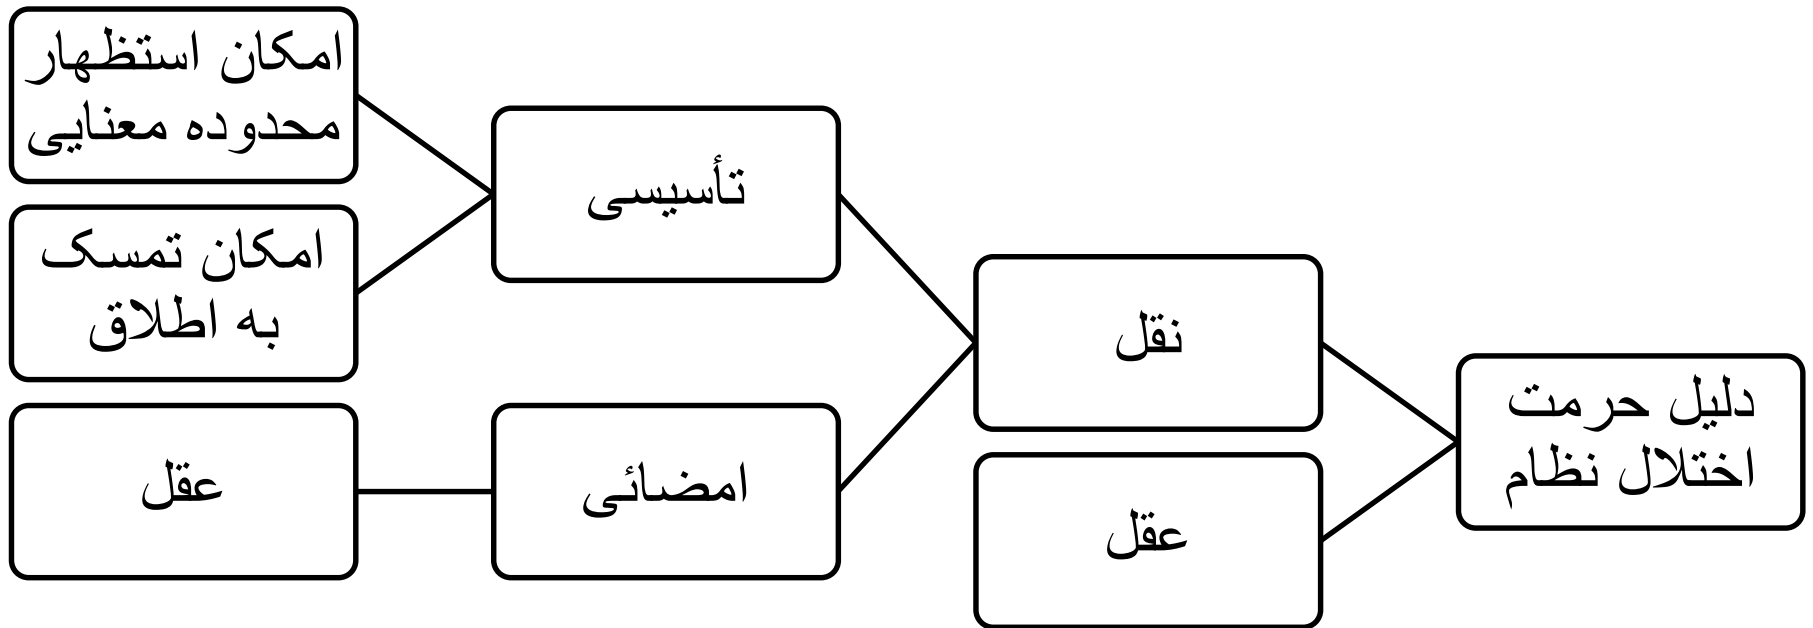 دلیل حرمت
اختلال نظام
نقل
عقل
تأسیسی
امضائی
امکان استظهار
محدوده معنایی
امکان تمسک
به اطلاق
عقل